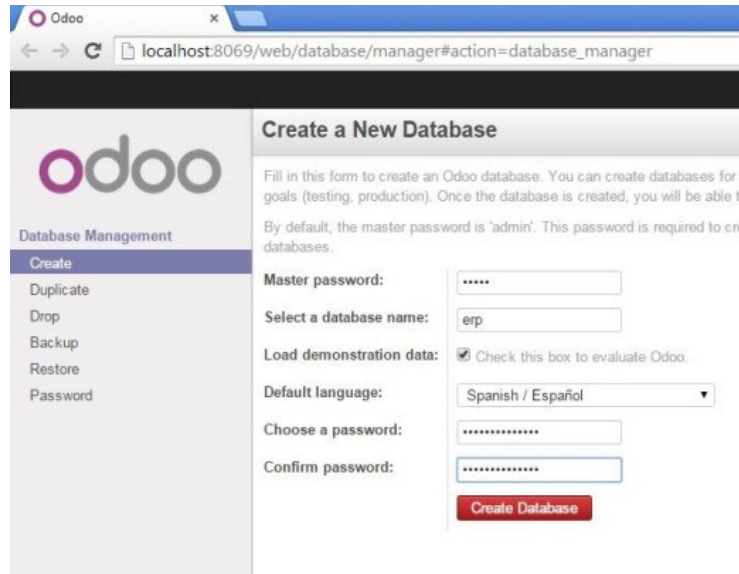 Odoo
localhost:8069/web/database/manager#action=database_manager
odoo
Database Management
Create
Duplicate
Drop
Backup
Restore
Password
Create a New Database
Fill in this form to create an Odoo database. You can create databases for
goals (testing, production). Once the database is created, you will be able
By default, the master password is 'admin'. This password is required to
databases.
Master password: •••••
Select a database name: erp
Load demonstration data: Check this box to evaluate Odoo.
Default language: Spanish / Español
Choose a password: ••••••••••••••
Confirm password: ••••••••••••••
Create Database